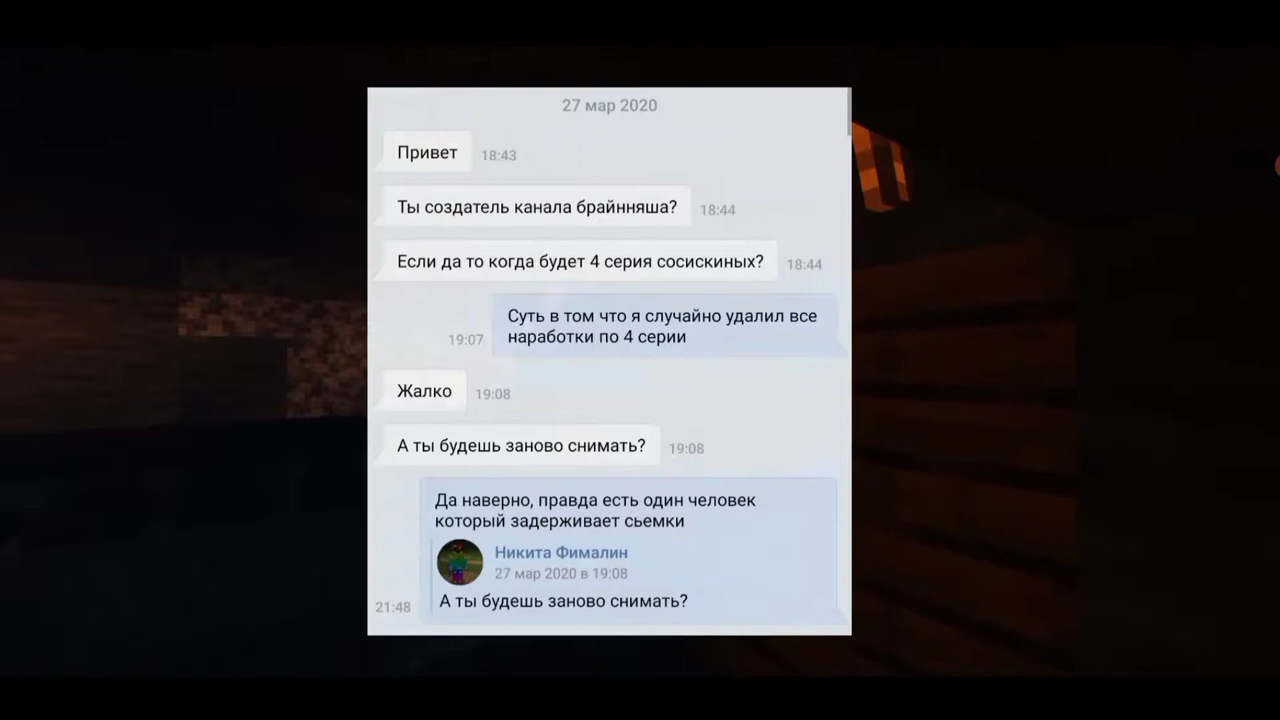 27 мар 2020
Привет 18:43
Ты создатель канала брайнняша? 18:44
Если да то когда будет 4 серия сосискиных? 18:44
Суть в том что я случайно удалил все
наработки по 4 серии
19:07
Жалко 19:08
А ты будешь заново снимать? 19:08
Да наверно, правда есть один человек
который задерживает сьемки
Никита Фималин
27 мар 2020 в 19:08
А ты будешь заново снимать?
21:48